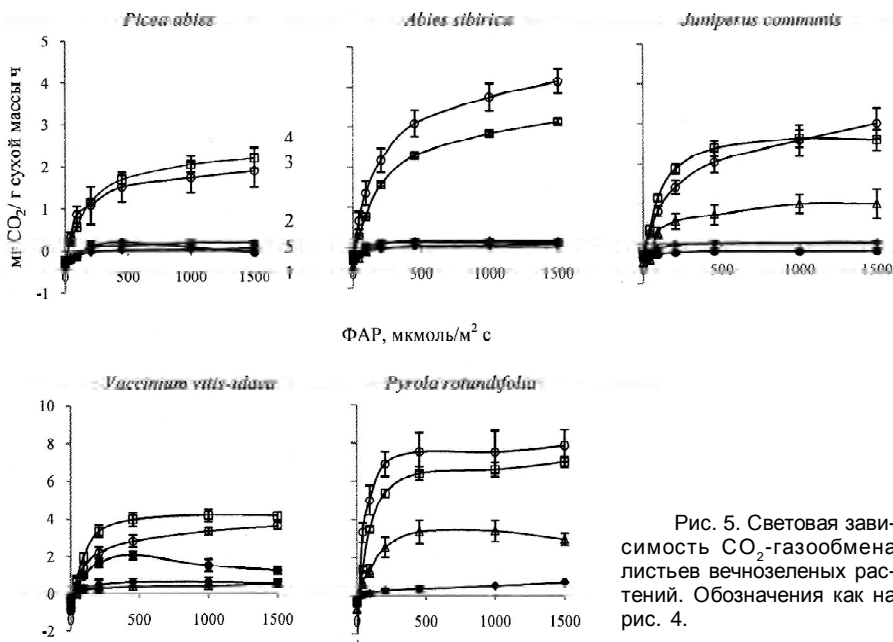 Picea abies Abies sibirica Juniperus communis
мг CO2/ г сухой массы ч
5
4
3
2
1
0
-1
4
3
2
5
1
500 1000 1500
500 1000 1500
500 1000 1500
ФАР, мкмоль/м2 с
Vaccinium vitis-idaea Pyrola rotundifolia
10
8
6
4
2
0
-2
500 1000 1500
500 1000 1500
Рис. 5. Световая зави-
симость CO2-газообмена
листьев вечнозеленых рас-
тений. Обозначения как на
рис. 4.